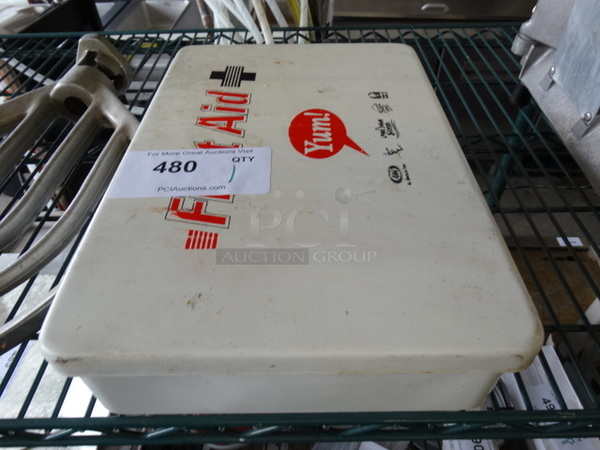 First Aid
Yum!
For More Great Auctions Visit
480
QTY
PCIAuctions.com
PCI
AUCTION GROUP